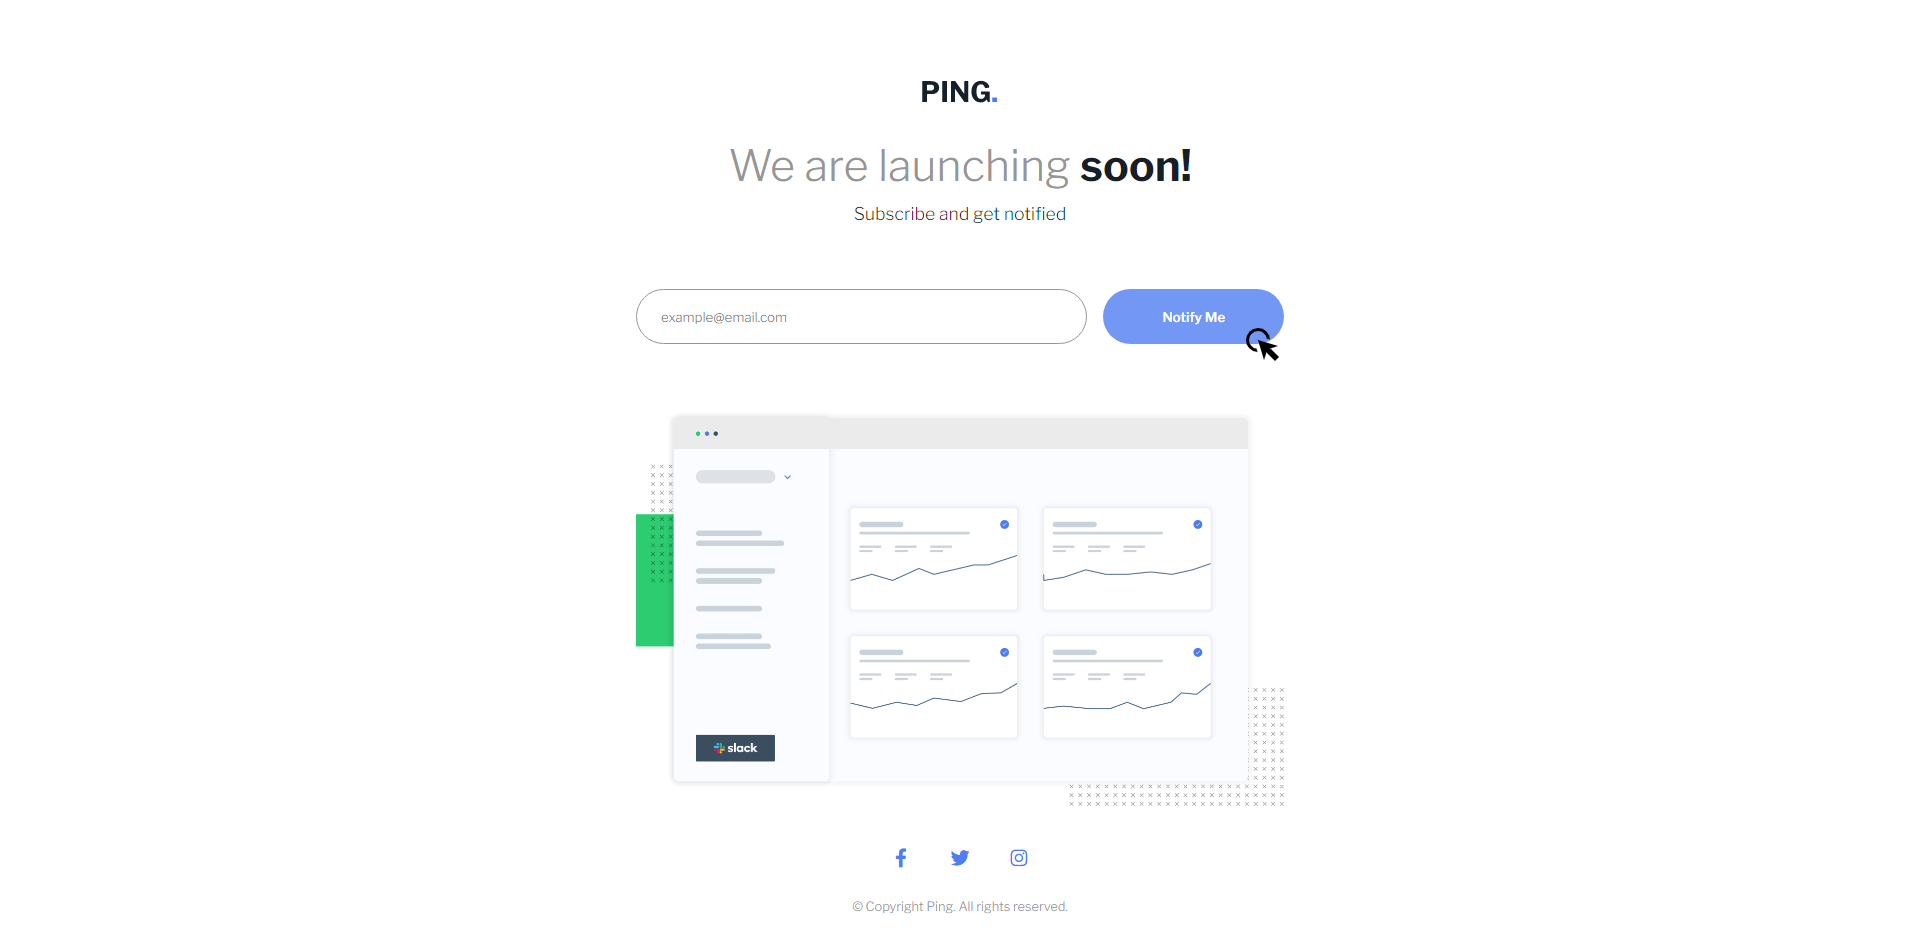 PING.
We are launching soon!
Subscribe and get notified
example@email.com
Notify Me
slack
© Copyright Ping. All rights reserved.